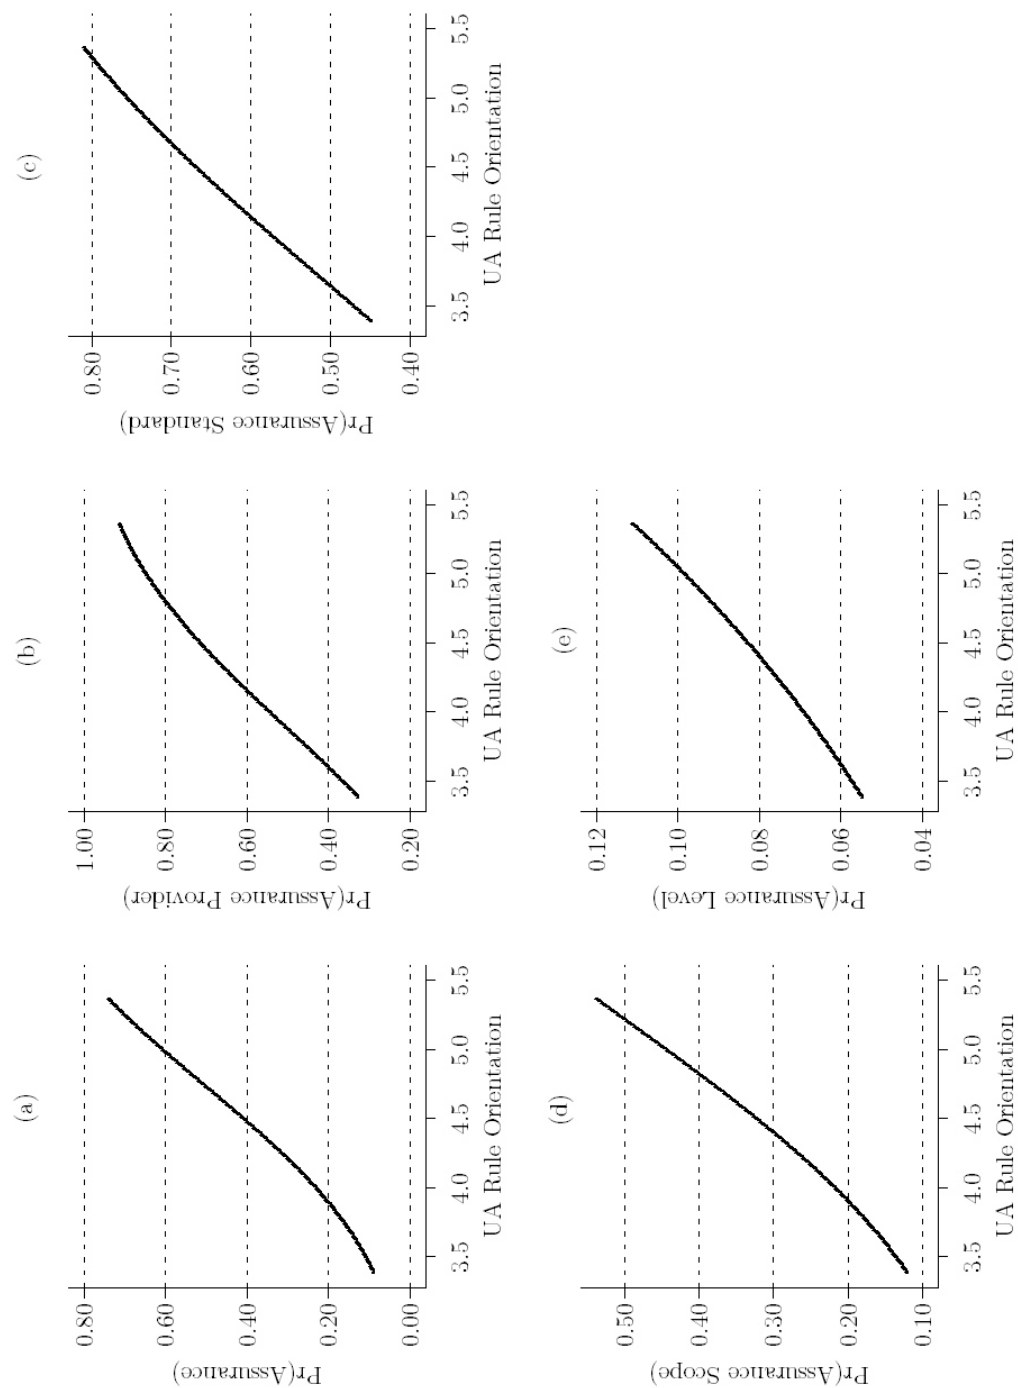 (a)
Pr(Assurance)
0.80
0.60
0.40
0.20
0.00
3.5 4.0 4.5 5.0 5.5
UA Rule Orientation
(b)
Pr(Assurance Provider)
1.00
0.80
0.60
0.40
0.20
3.5 4.0 4.5 5.0 5.5
UA Rule Orientation
(c)
Pr(Assurance Standard)
0.80
0.70
0.60
0.50
0.40
3.5 4.0 4.5 5.0 5.5
UA Rule Orientation
(d)
Pr(Assurance Scope)
0.50
0.40
0.30
0.20
0.10
3.5 4.0 4.5 5.0 5.5
UA Rule Orientation
(e)
Pr(Assurance Level)
0.12
0.10
0.08
0.06
0.04
3.5 4.0 4.5 5.0 5.5
UA Rule Orientation